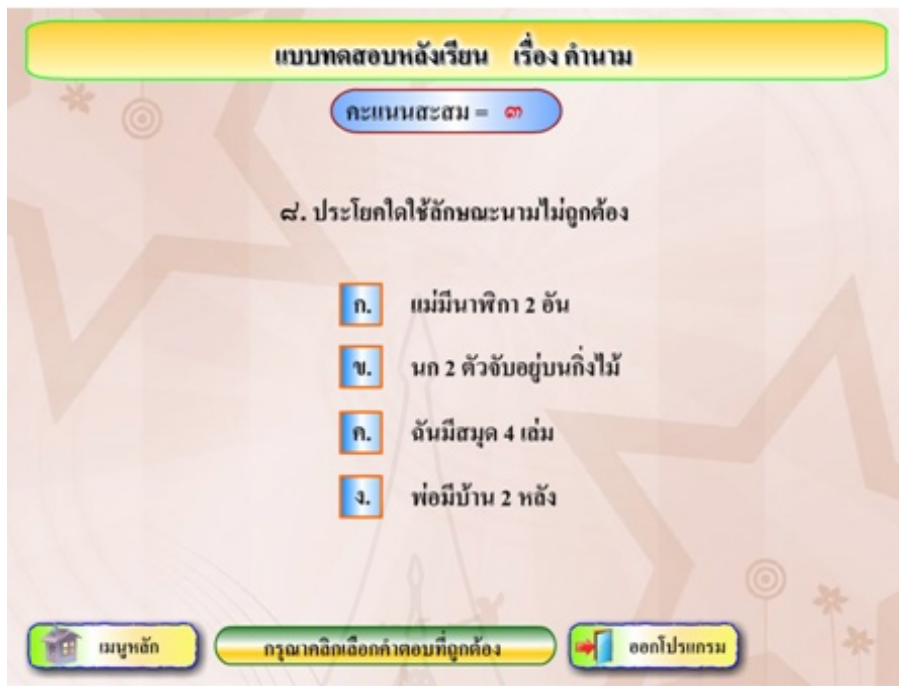 แบบทดสอบหลังเรียน เรื่อง คำนาม
คะแนนสะสม = ๓
๘. ประโยคใดใช้ลักษณะนามไม่ถูกต้อง
ก. แม่มีนาฬิกา 2 อัน
ข. นก 2 ตัวจับอยู่บนกิ่งไม้
ค. ฉันมีสมุด 4 เล่ม
ง. พ่อมีบ้าน 2 หลัง
เมนูหลัก กรุณาคลิกเลือกคำตอบที่ถูกต้อง ออกโปรแกรม